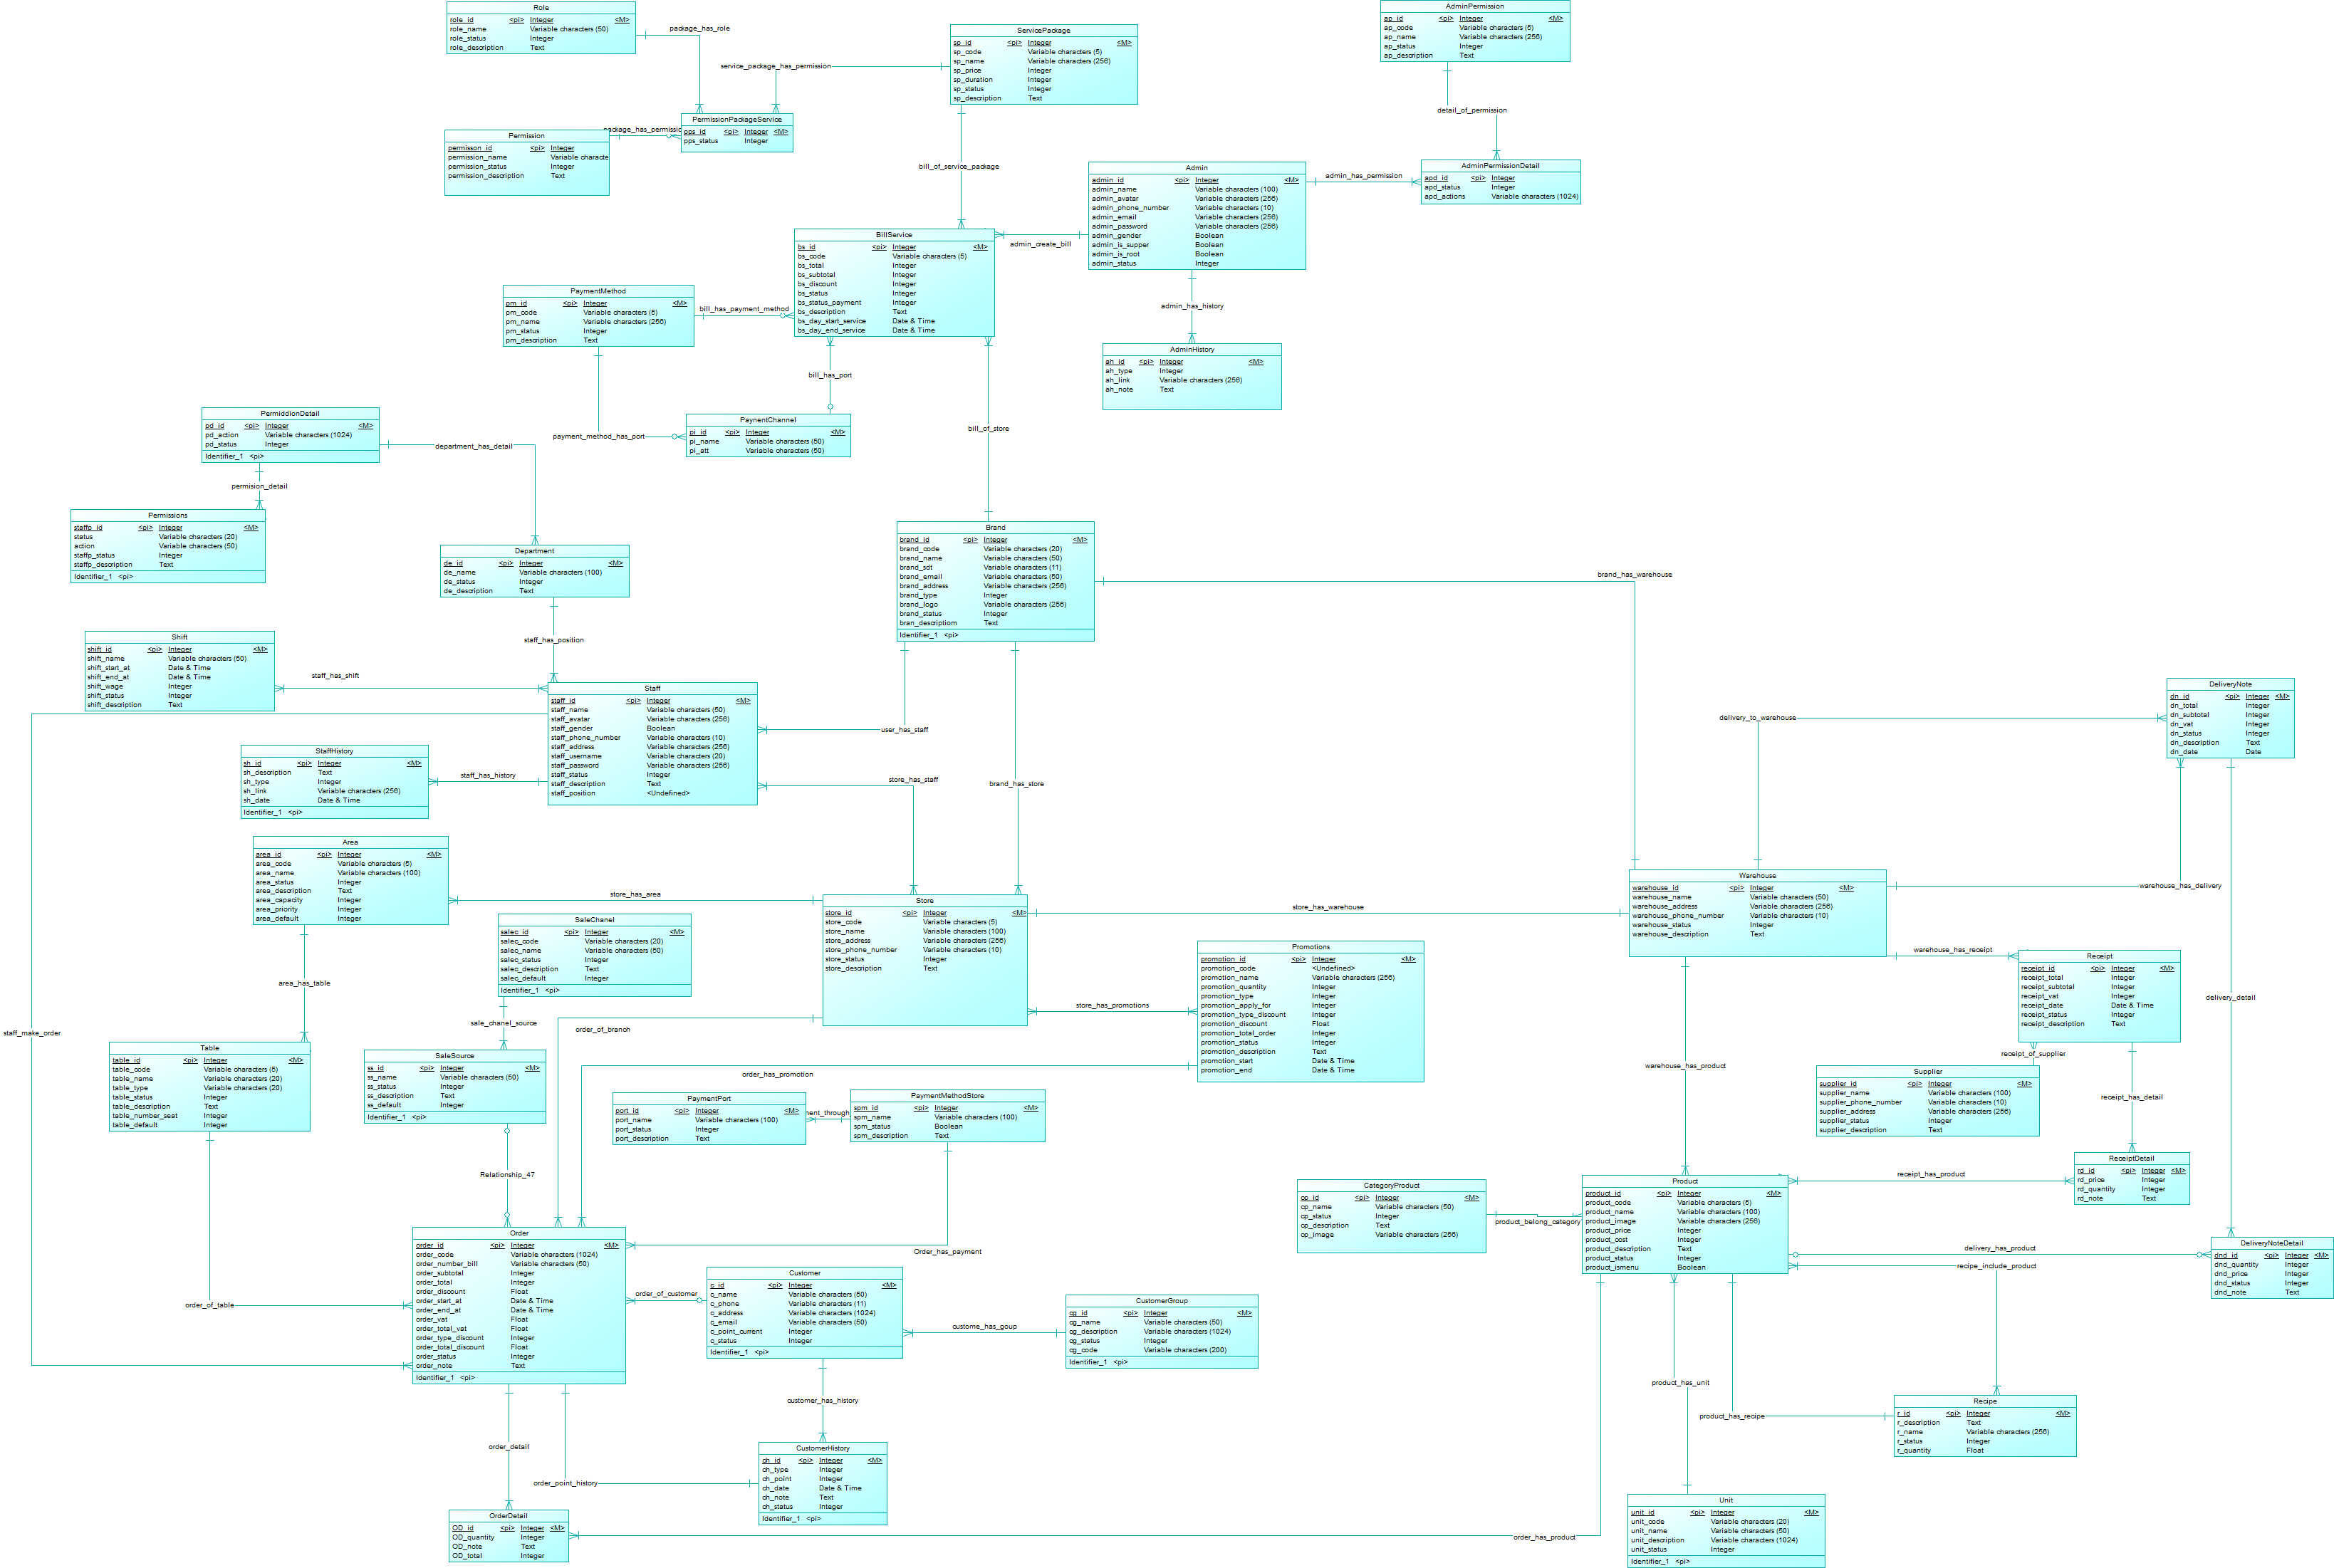 Role
role_id <pi> Integer <M>
role_name Variable characters (50)
role_status Integer
role_description Text
package_has_role
ServicePackage
sp_id <pi> Integer <M>
sp_code Variable characters (5)
sp_name Variable characters (256)
sp_price Integer
sp_duration Integer
sp_status Integer
sp_description Text
service_package_has_permission
AdminPermission
ap_id <pi> Integer <M>
ap_code Variable characters (5)
ap_name Variable characters (256)
ap_status Integer
ap_description Text
detail_of_permission
PermissionPackageService
pps_id <pi> Integer <M>
pps_status Integer
package_has_permissic
Permission
permisson_id <pi> Integer
permission_name Variable characte
permission_status Integer
permission_description Text
bill_of_service_package
Admin
admin_id <pi> Integer <M>
admin_name Variable characters (100)
admin_avatar Variable characters (256)
admin_phone_number Variable characters (10)
admin_email Variable characters (256)
admin_password Variable characters (256)
admin_gender Boolean
admin_is_supper Boolean
admin_is_root Boolean
admin_status Integer
admin_has_permission
AdminPermissionDetail
apd_id <pi> Integer
apd_status Integer
apd_actions Variable characters (1024)
BillService
bs_id <pi> Integer <M>
bs_code Variable characters (5)
bs_total Integer
bs_subtotal Integer
bs_discount Integer
bs_status Integer
bs_status_payment Integer
bs_description Text
bs_day_start_service Date & Time
bs_day_end_service Date & Time
admin_create_bill
PaymentMethod
pm_id <pi> Integer <M>
pm_code Variable characters (5)
pm_name Variable characters (256)
pm_status Integer
pm_description Text
bill_has_payment_method
admin_has_history
AdminHistory
ah_id <pi> Integer <M>
ah_type Integer
ah_link Variable characters (256)
ah_note Text
bill_has_port
PaynentChannel
pi_id <pi> Integer <M>
pi_name Variable characters (50)
pi_att Variable characters (50)
payment_method_has_port
bill_of_store
PermiddionDetail
pd_id <pi> Integer <M>
pd_action Variable characters (1024)
pd_status Integer
Identifier_1 <pi>
department_has_detail
permision_detail
Permissions
staffp_id <pi> Integer <M>
status Variable characters (20)
action Variable characters (50)
staffp_status Integer
staffp_description Text
Identifier_1 <pi>
Department
de_id <pi> Integer <M>
de_name Variable characters (100)
de_status Integer
de_description Text
Brand
brand_id <pi> Integer <M>
brand_code Variable characters (20)
brand_name Variable characters (50)
brand_sdt Variable characters (11)
brand_email Variable characters (50)
brand_address Variable characters (256)
brand_type Integer
brand_logo Variable characters (256)
brand_status Integer
bran_descriptiom Text
Identifier_1 <pi>
brand_has_warehouse
staff_has_position
Shift
shift_id <pi> Integer <M>
shift_name Variable characters (50)
shift_start_at Date & Time
shift_end_at Date & Time
shift_wage Integer
shift_status Integer
shift_description Text
staff_has_shift
Staff
staff_id <pi> Integer <M>
staff_name Variable characters (50)
staff_avatar Variable characters (256)
staff_gender Boolean
staff_phone_number Variable characters (10)
staff_address Variable characters (256)
staff_username Variable characters (20)
staff_password Variable characters (256)
staff_status Integer
staff_description Text
staff_position <Undefined>
user_has_staff
DeliveryNote
dn_id <pi> Integer <M>
dn_total Integer
dn_subtotal Integer
dn_vat Integer
dn_status Integer
dn_description Text
dn_date Date
delivery_to_warehouse
StaffHistory
sh_id <pi> Integer <M>
sh_description Text
sh_type Integer
sh_link Variable characters (256)
sh_date Date & Time
Identifier_1 <pi>
staff_has_history
store_has_staff
brand_has_store
Area
area_id <pi> Integer <M>
area_code Variable characters (5)
area_name Variable characters (100)
area_status Integer
area_description Text
area_capacity Integer
area_priority Integer
area_default Integer
store_has_area
Store
store_id <pi> Integer <M>
store_code Variable characters (5)
store_name Variable characters (100)
store_address Variable characters (256)
store_phone_number Variable characters (10)
store_status Integer
store_description Text
store_has_warehouse
Warehouse
warehouse_id <pi> Integer <M>
warehouse_name Variable characters (50)
warehouse_address Variable characters (256)
warehouse_phone_number Variable characters (10)
warehouse_status Integer
warehouse_description Text
warehouse_has_delivery
SaleChanel
salec_id <pi> Integer <M>
salec_code Variable characters (20)
salec_name Variable characters (50)
salec_status Integer
salec_description Text
salec_default Integer
Identifier_1 <pi>
Promotions
promotion_id <pi> Integer <M>
promotion_code <Undefined>
promotion_name Variable characters (256)
promotion_quantity Integer
promotion_type Integer
promotion_apply_for Integer
promotion_type_discount Integer
promotion_discount Float
promotion_total_order Integer
promotion_status Integer
promotion_description Text
promotion_start Date & Time
promotion_end Date & Time
store_has_promotions
warehouse_has_receipt
Receipt
receipt_id <pi> Integer <M>
receipt_total Integer
receipt_subtotal Integer
receipt_vat Integer
receipt_date Date & Time
receipt_status Integer
receipt_description Text
area_has_table
delivery_detail
staff_make_order
sale_chanel_source
order_of_branch
Table
table_id <pi> Integer <M>
table_code Variable characters (5)
table_name Variable characters (20)
table_type Variable characters (20)
table_status Integer
table_description Text
table_number_seat Integer
table_default Integer
SaleSource
ss_id <pi> Integer <M>
ss_name Variable characters (50)
ss_status Integer
ss_description Text
ss_default Integer
Identifier_1 <pi>
order_has_promotion
receipt_of_supplier
Supplier
supplier_id <pi> Integer <M>
supplier_name Variable characters (100)
supplier_phone_number Variable characters (10)
supplier_address Variable characters (256)
supplier_status Integer
supplier_description Text
warehouse_has_product
receipt_has_detail
PaymentPort
port_id <pi> Integer <M>
port_name Variable characters (100)
port_status Integer
port_description Text
nent_through
PaymentMethodStore
spm_id <pi> Integer <M>
spm_name Variable characters (100)
spm_status Boolean
spm_description Text
Relationship_47
ReceiptDetail
rd_id <pi> Integer <M>
rd_price Integer
rd_quantity Integer
rd_note Text
receipt_has_product
CategoryProduct
cp_id <pi> Integer <M>
cp_name Variable characters (50)
cp_status Integer
cp_description Text
cp_image Variable characters (256)
product_belong_category
Product
product_id <pi> Integer <M>
product_code Variable characters (5)
product_name Variable characters (100)
product_image Variable characters (256)
product_price Integer
product_cost Integer
product_description Text
product_status Integer
product_ismenu Boolean
delivery_has_product
recipe_include_product
DeliveryNoteDetail
dnd_id <pi> Integer <M>
dnd_quantity Integer
dnd_price Integer
dnd_status Integer
dnd_note Text
Order
order_id <pi> Integer <M>
order_code Variable characters (1024)
order_number_bill Variable characters (50)
order_subtotal Integer
order_total Integer
order_discount Float
order_start_at Date & Time
order_end_at Date & Time
order_vat Float
order_total_vat Float
order_type_discount Integer
order_total_discount Float
order_status Integer
order_note Text
Identifier_1 <pi>
Order_has_payment
order_of_table
order_of_customer
Customer
c_id <pi> Integer <M>
c_name Variable characters (50)
c_phone Variable characters (11)
c_address Variable characters (1024)
c_email Variable characters (50)
c_point_current Integer
c_status Integer
Identifier_1 <pi>
custome_has_goup
CustomerGroup
cg_id <pi> Integer <M>
cg_name Variable characters (50)
cg_description Variable characters (1024)
cg_status Integer
cg_code Variable characters (200)
Identifier_1 <pi>
customer_has_history
product_has_unit
product_has_recipe
Recipe
r_id <pi> Integer <M>
r_description Text
r_name Variable characters (256)
r_status Integer
r_quantity Float
order_detail
order_point_history
CustomerHistory
ch_id <pi> Integer <M>
ch_type Integer
ch_point Integer
ch_date Date & Time
ch_note Text
ch_status Integer
Identifier_1 <pi>
OrderDetail
OD_id <pi> Integer <M>
OD_quantity Integer
OD_note Text
OD_total Integer
order_has_product
Unit
unit_id <pi> Integer <M>
unit_code Variable characters (20)
unit_name Variable characters (50)
unit_description Variable characters (1024)
unit_status Integer
Identifier_1 <pi>